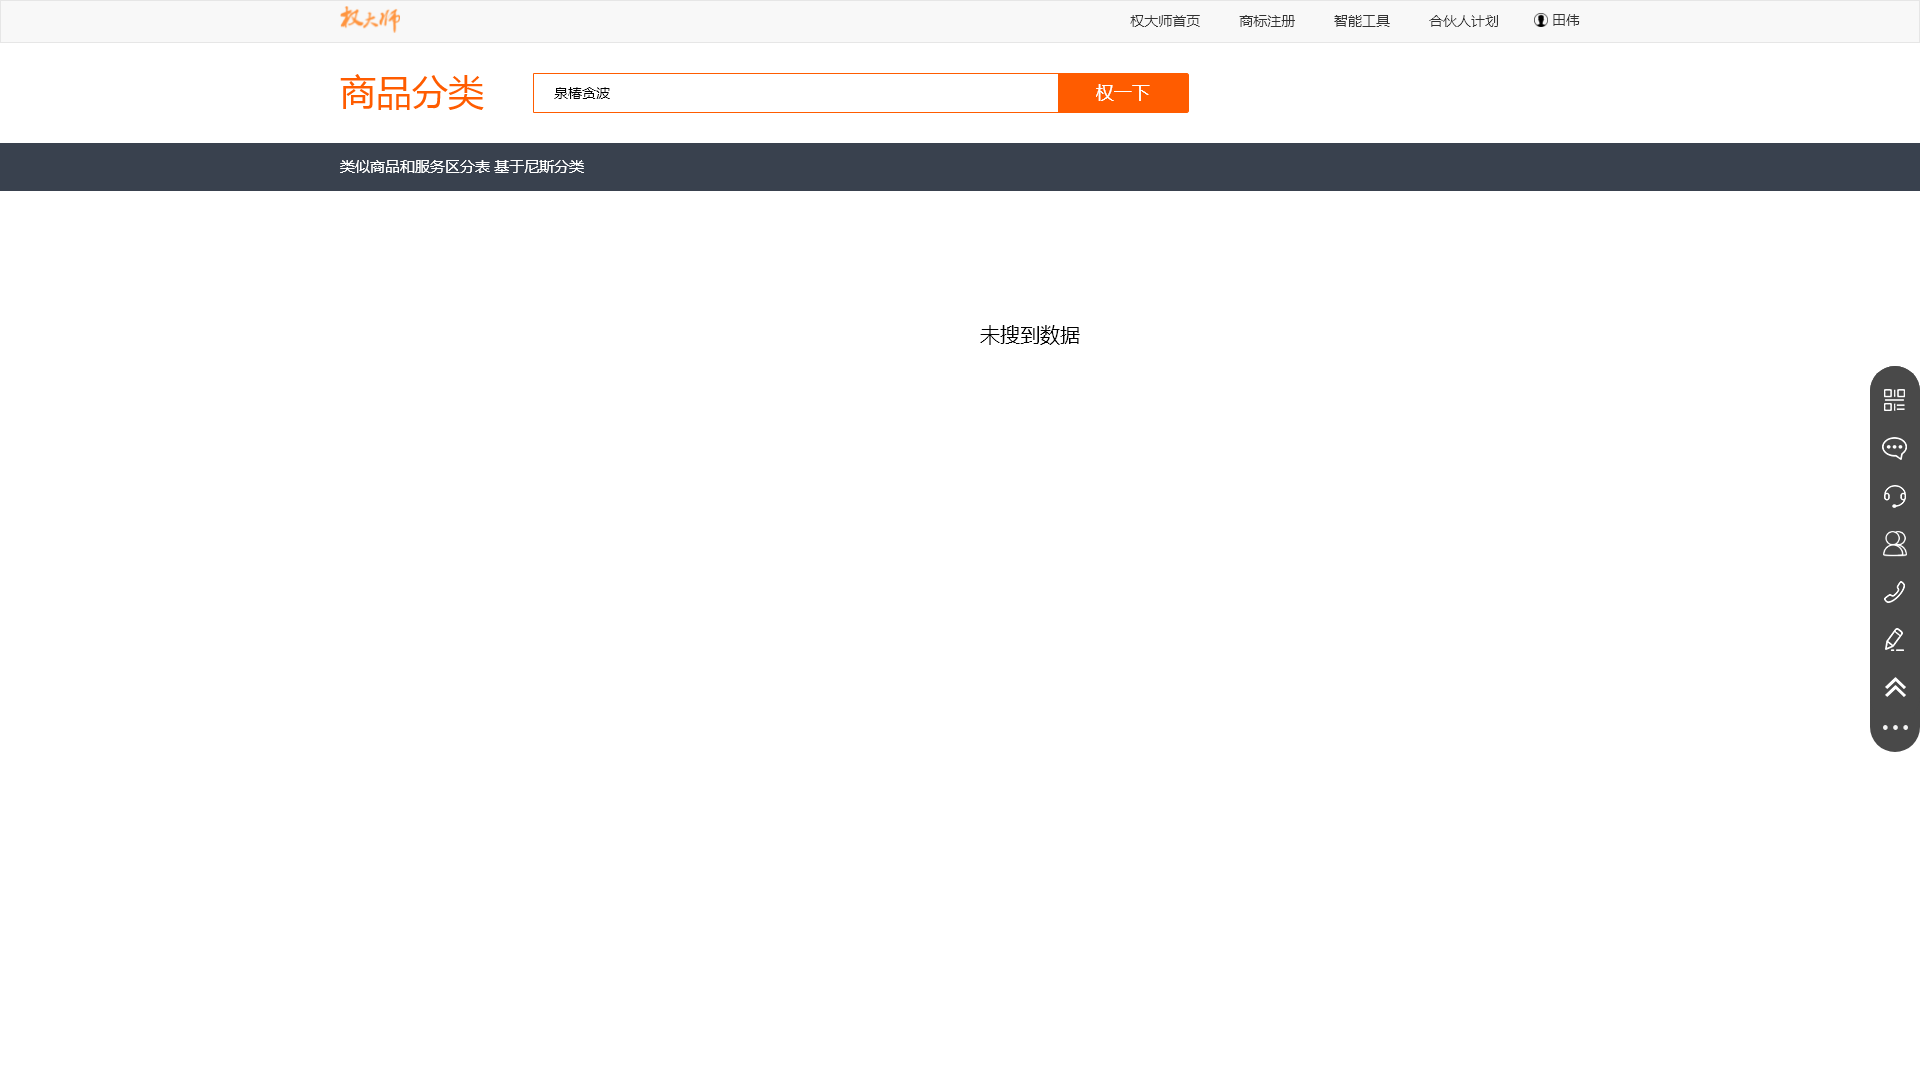 权大师
权大师首页 商标注册 智能工具 合伙人计划 田伟
商品分类
泉椿贪波 权一下
类似商品和服务区分表 基于尼斯分类
未搜到数据